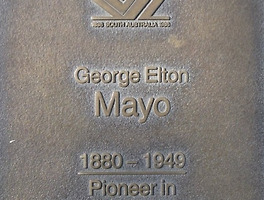 1836 SOUTH AUSTRALIA 1986
George Elton
Mayo
1880 – 1949
Pioneer in